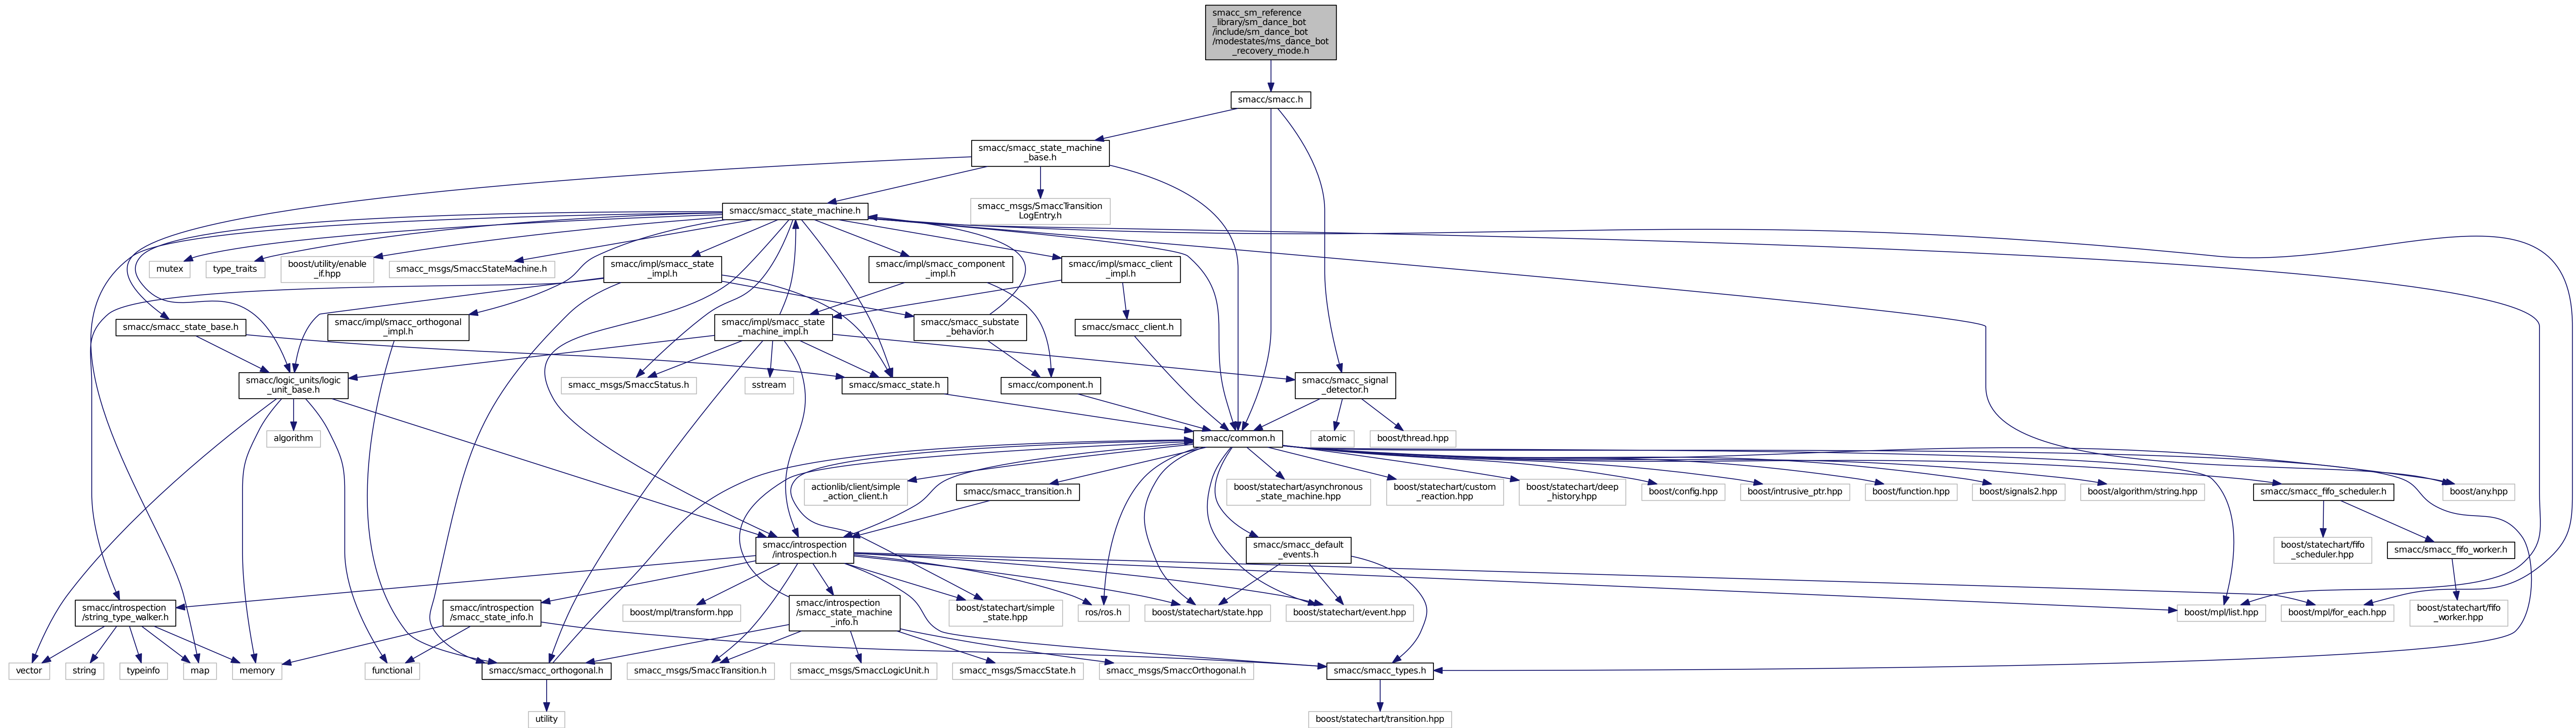 smacc_sm_reference
_library/sm_dance_bot
/include/sm_dance_bot
/modestates/ms_dance_bot
_recovery_mode.h
smacc/smacc.h
smacc/smacc_state_machine
_base.h
smacc/smacc_state_machine.h
smacc_msgs/SmaccTransition
LogEntry.h
mutex
type_traits
boost/utility/enable
_if.hpp
smacc_msgs/SmaccStateMachine.h
smacc/impl/smacc_state
_impl.h
smacc/impl/smacc_component
_impl.h
smacc/impl/smacc_client
_impl.h
smacc/smacc_state_base.h
smacc/impl/smacc_orthogonal
_impl.h
smacc/impl/smacc_state
_machine_impl.h
smacc/smacc_substate
_behavior.h
smacc/smacc_client.h
smacc/logic_units/logic
_unit_base.h
smacc_msgs/SmaccStatus.h
sstream
smacc/smacc_state.h
smacc/component.h
smacc/smacc_signal
_detector.h
algorithm
smacc/common.h
atomic
boost/thread.hpp
actionlib/client/simple
_action_client.h
smacc/smacc_transition.h
boost/statechart/asynchronous
_state_machine.hpp
boost/statechart/custom
_reaction.hpp
boost/statechart/deep
_history.hpp
boost/config.hpp
boost/intrusive_ptr.hpp
boost/function.hpp
boost/signals2.hpp
boost/algorithm/string.hpp
smacc/smacc_fifo_scheduler.h
boost/any.hpp
smacc/introspection
/introspection.h
smacc/smacc_default
_events.h
boost/statechart/fifo
_scheduler.hpp
smacc/smacc_fifo_worker.h
smacc/introspection
/string_type_walker.h
smacc/introspection
/smacc_state_info.h
boost/mpl/transform.hpp
smacc/introspection
/smacc_state_machine
_info.h
boost/statechart/simple
_state.hpp
ros/ros.h
boost/statechart/state.hpp
boost/statechart/event.hpp
boost/mpl/list.hpp
boost/mpl/for_each.hpp
boost/statechart/fifo
_worker.hpp
vector
string
typeinfo
map
memory
functional
smacc/smacc_orthogonal.h
smacc_msgs/SmaccTransition.h
smacc_msgs/SmaccLogicUnit.h
smacc_msgs/SmaccState.h
smacc_msgs/SmaccOrthogonal.h
smacc/smacc_types.h
utility
boost/statechart/transition.hpp